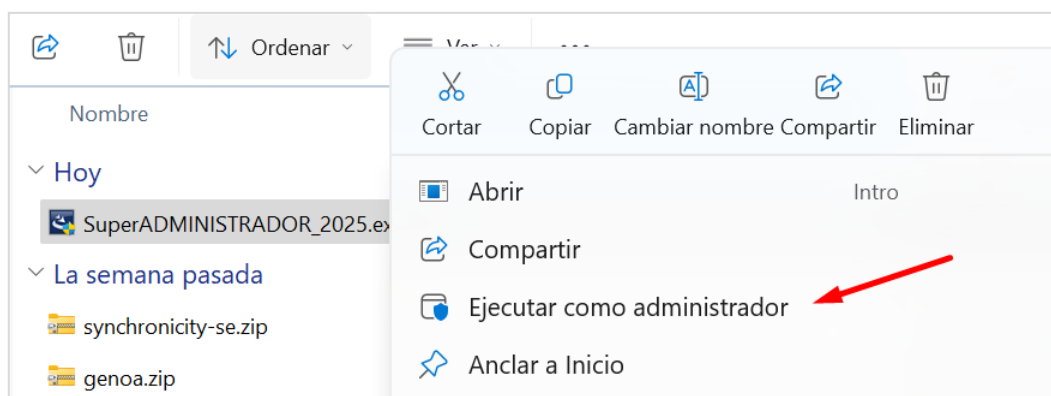 Ordenar
Ver
Nombre
Cortar Copiar Cambiar nombre Compartir Eliminar
Hoy
SuperADMINISTRADOR_2025.ex
Abrir Intro
Compartir
La semana pasada
Ejecutar como administrador
synchronicity-se.zip
Anclar a Inicio
genoa.zip